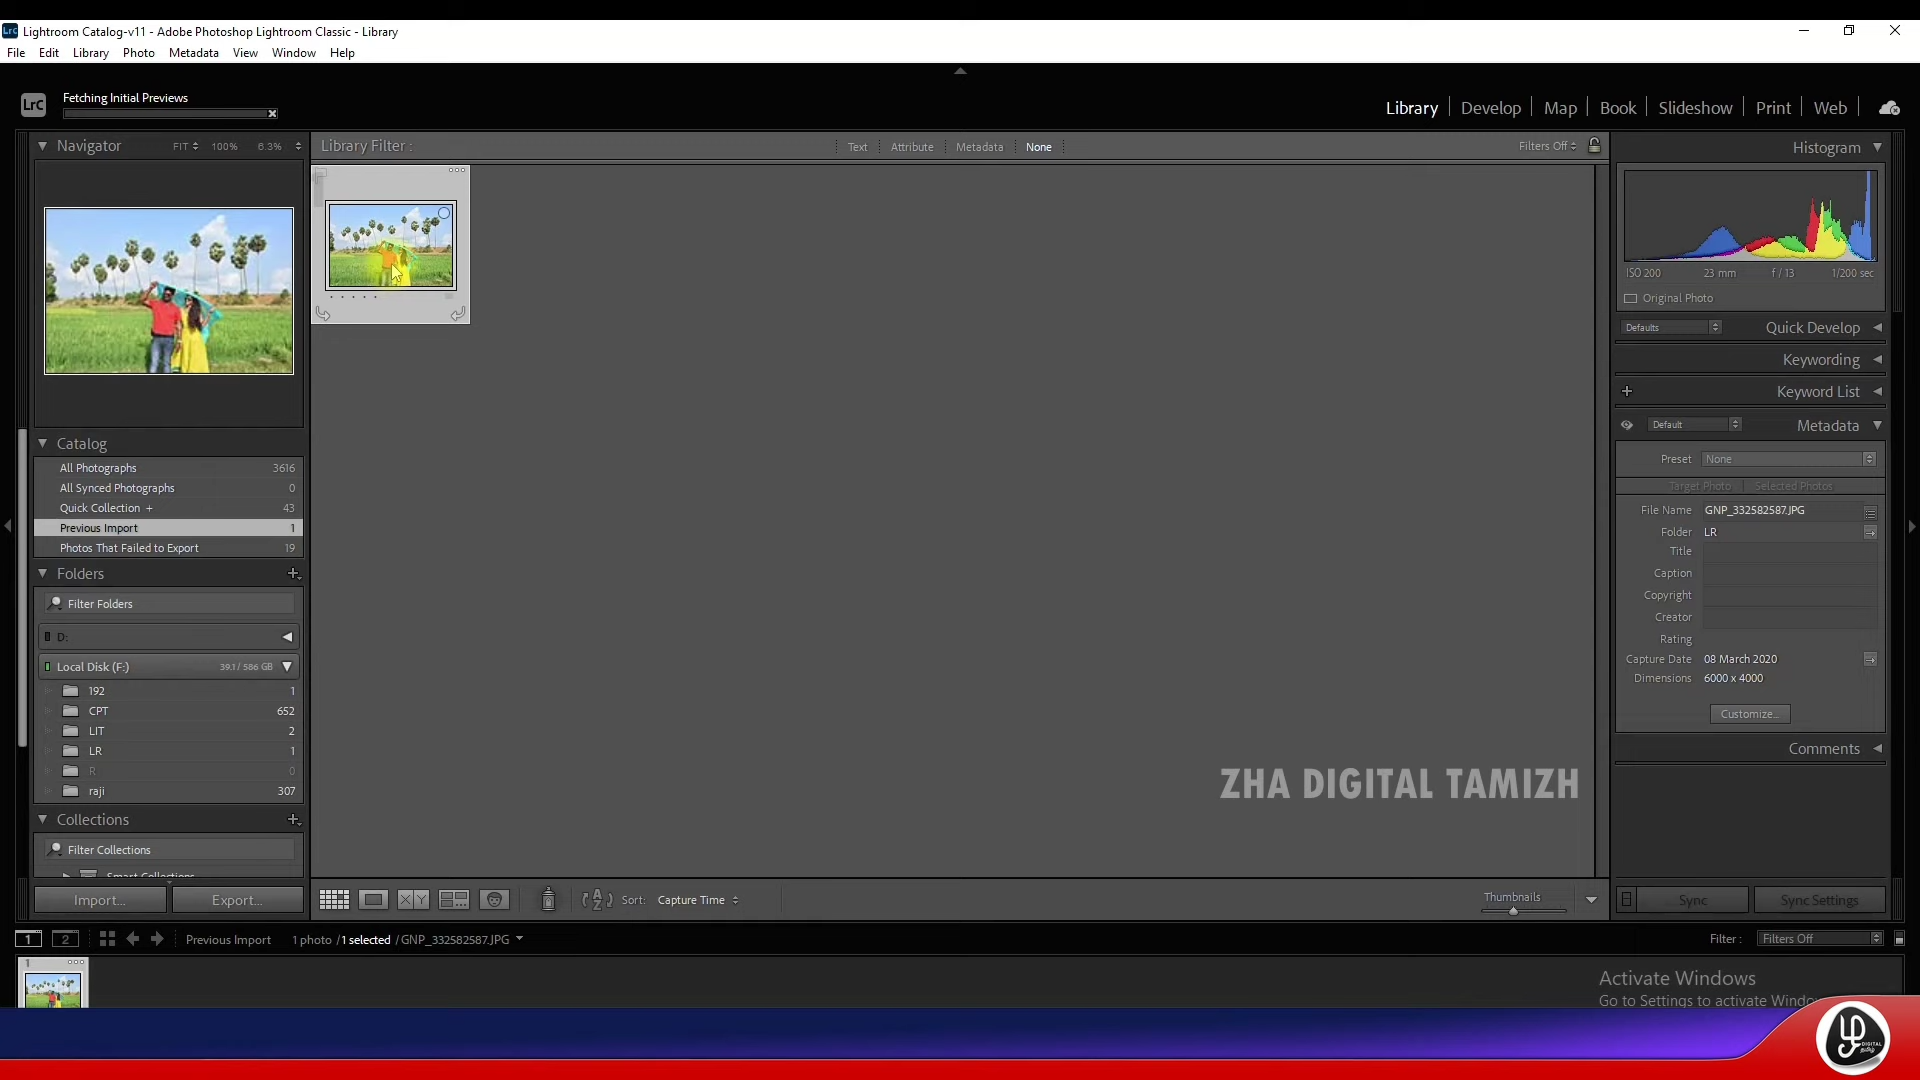 Lightroom Catalog-v11 - Adobe Photoshop Lightroom Classic - Library
File Edit Library Photo Metadata View Window Help
LrC
Fetching Initial Previews
Library Develop Map Book Slideshow Print Web
Navigator FIT 100% 6.3%
Library Filter : Text Attribute Metadata None Filters Off
Histogram
ISO 200 23 mm f / 13 1/200 sec
Original Photo
Defaults Quick Develop
Keywording
Keyword List
Default Metadata
Preset None
Target Photo Selected Photos
File Name GNP_332582587.JPG
Folder LR
Title
Caption
Copyright
Creator
Rating
Capture Date 08 March 2020
Dimensions 6000 x 4000
Customize...
Comments
Catalog
All Photographs 3616
All Synced Photographs 0
Quick Collection + 43
Previous Import 1
Photos That Failed to Export 19
Folders
Filter Folders
D:
Local Disk (F:) 39.1 / 586 GB
192 1
CPT 652
LIT 2
LR 1
R 0
raji 307
Collections
Filter Collections
Smart Collections
ZHA DIGITAL TAMIZH
Import... Export...
XY
Sort: Capture Time
Thumbnails
Sync Sync Settings
1 2 Previous Import 1 photo / 1 selected / GNP_332582587.JPG
Filter : Filters Off
1
Activate Windows
Go to Settings to activate
DIGITAL
தமிழ்